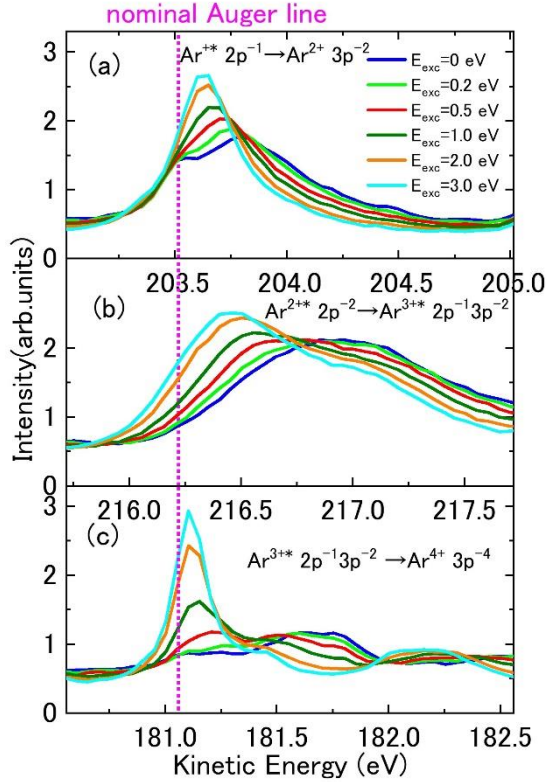 nominal Auger line
(a)
Ar⁺* 2p⁻¹→Ar²⁺ 3p⁻²
E_exc=0 eV
E_exc=0.2 eV
E_exc=0.5 eV
E_exc=1.0 eV
E_exc=2.0 eV
E_exc=3.0 eV
3
2
1
0
203.5 204.0 204.5 205.0
Intensity(arb.units)
(b)
Ar²⁺* 2p⁻²→Ar³⁺* 2p⁻¹3p⁻²
2
1
0
216.0 216.5 217.0 217.5
(c)
Ar³⁺* 2p⁻¹3p⁻² →Ar⁴⁺ 3p⁻⁴
3
2
1
0
181.0 181.5 182.0 182.5
Kinetic Energy (eV)